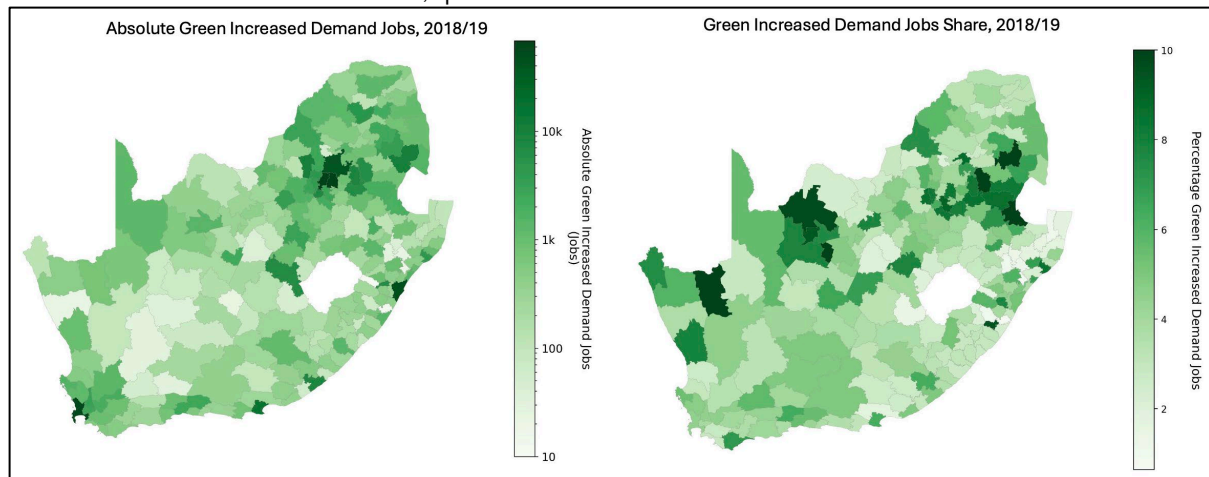 Absolute Green Increased Demand Jobs, 2018/19
10k
1k
100
10
Absolute Green Increased Demand Jobs
(Jobs)
Green Increased Demand Jobs Share, 2018/19
10
8
6
4
2
Percentage Green Increased Demand Jobs